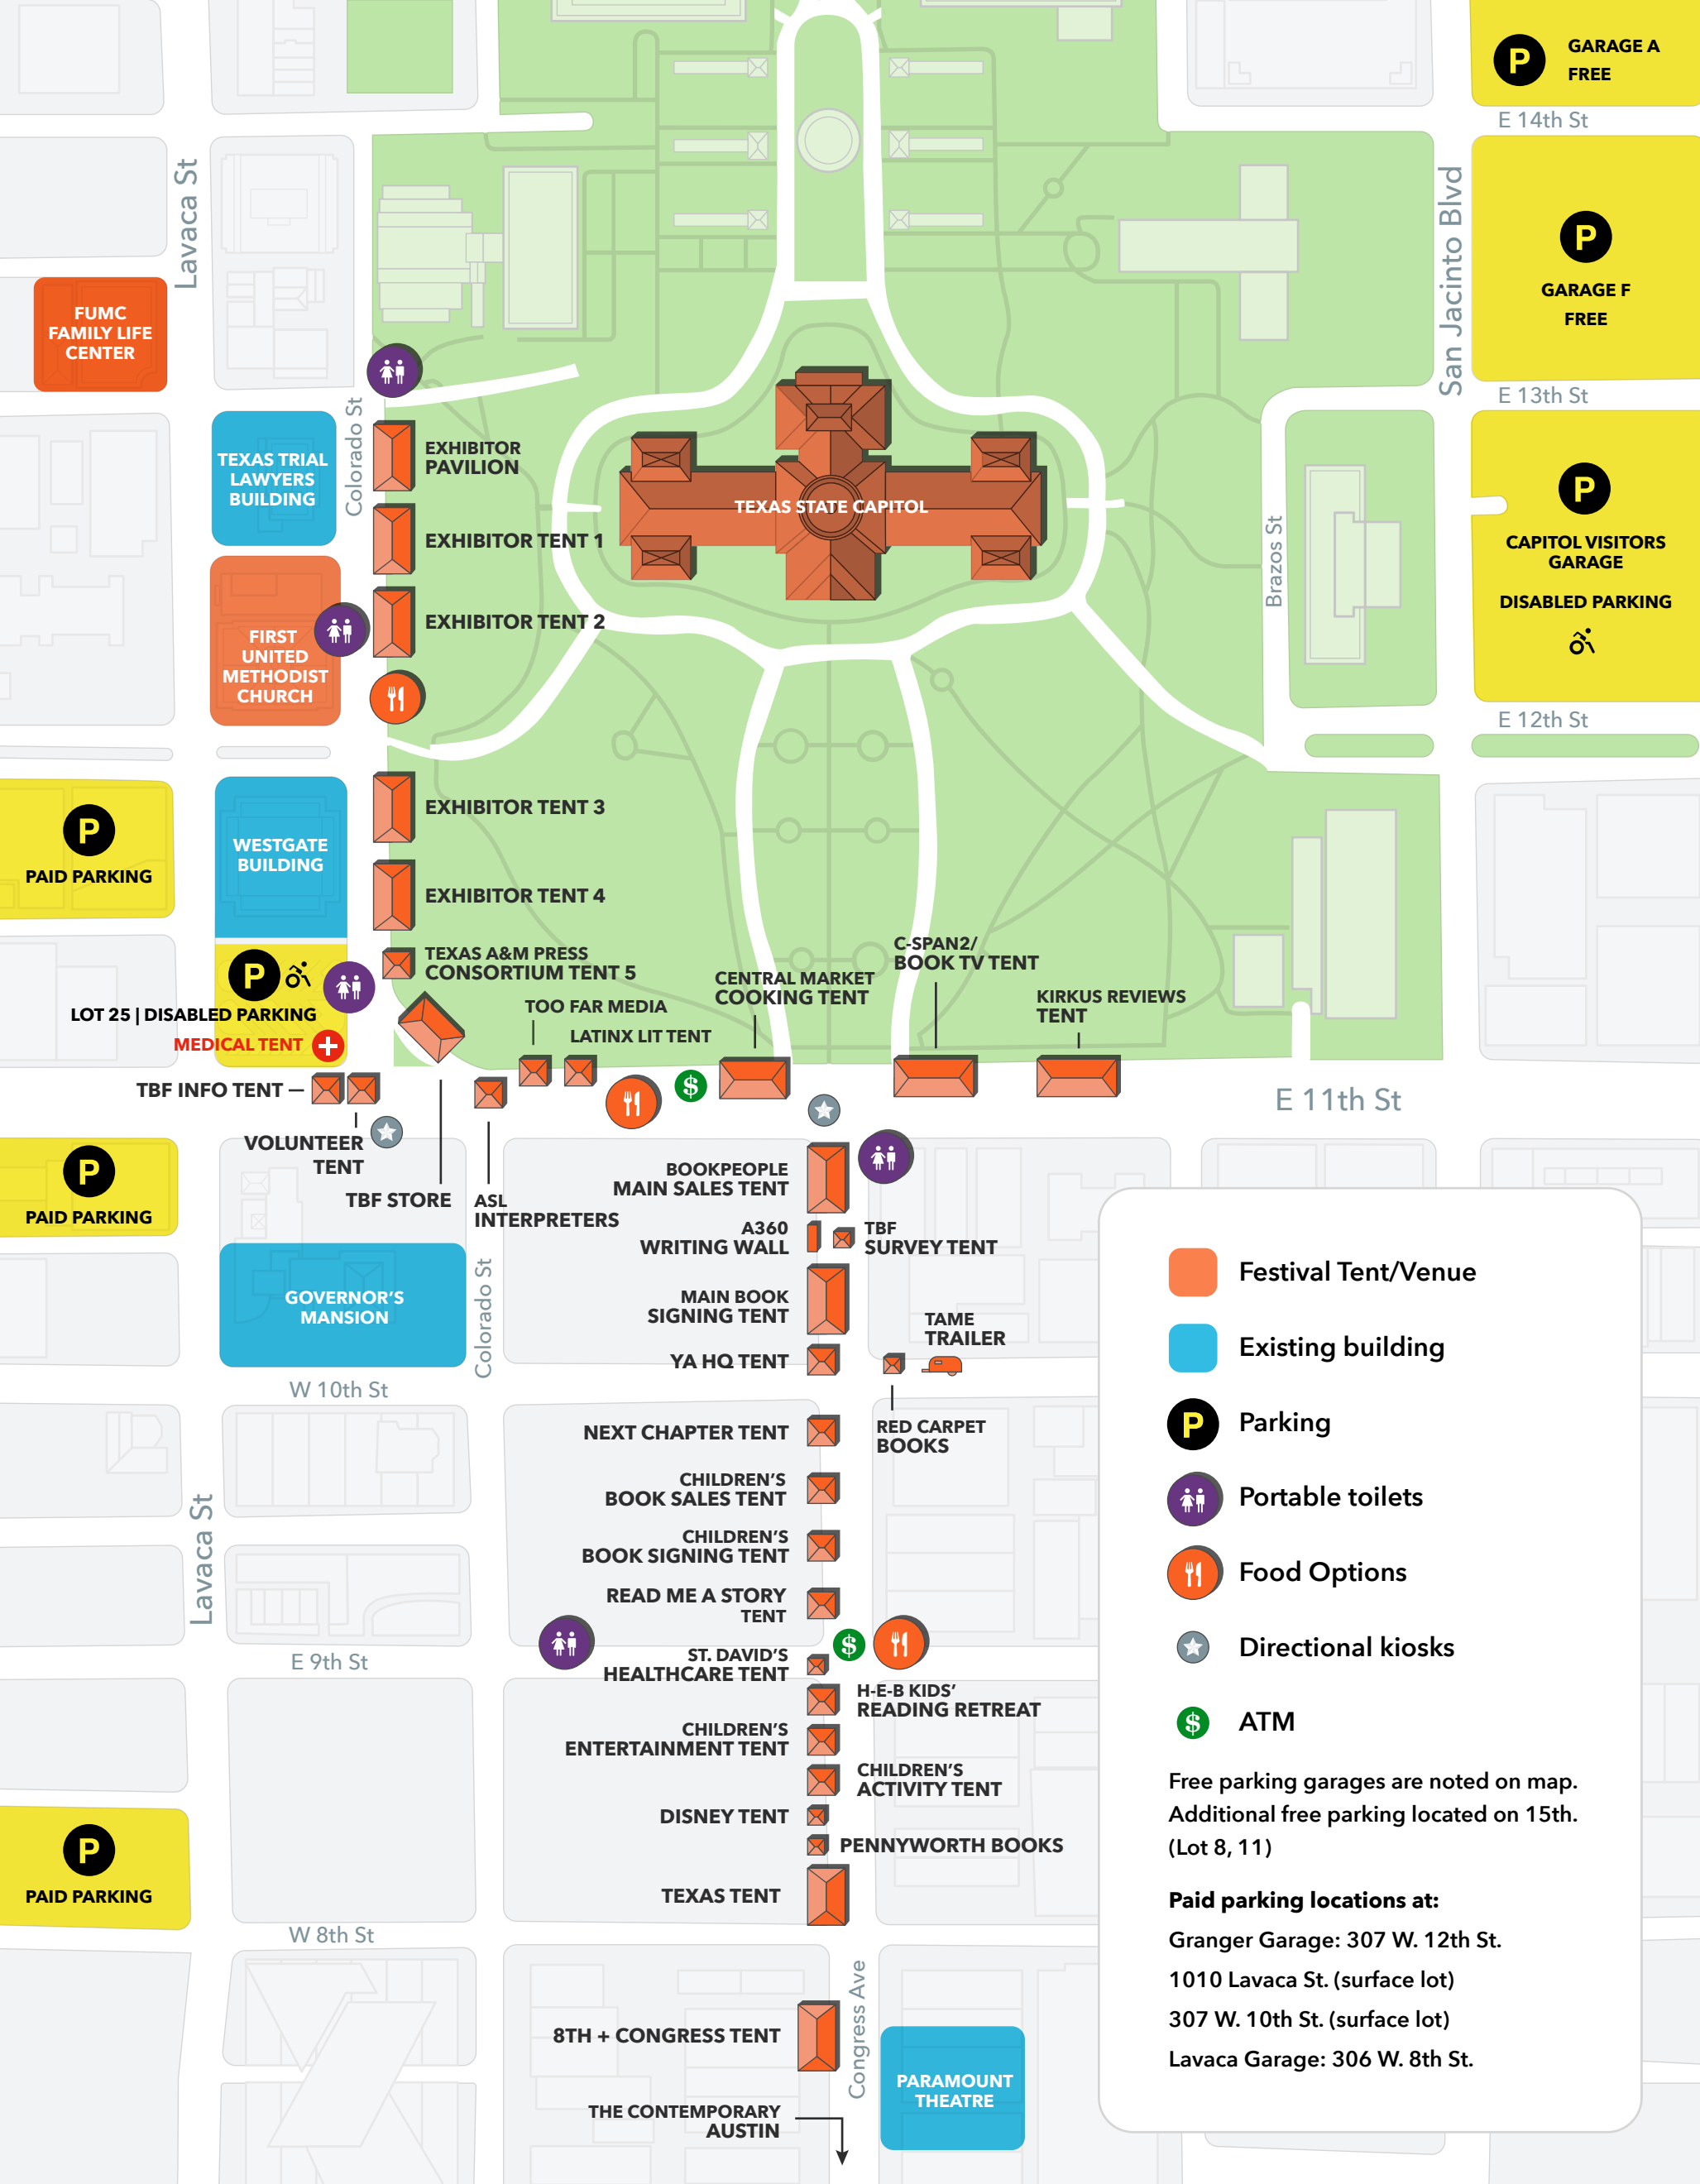 GARAGE A
FREE
E 14th St
Lavaca St
San Jacinto Blvd
P
P
GARAGE F
FREE
FUMC
FAMILY LIFE
CENTER
E 13th St
Colorado St
TEXAS TRIAL
LAWYERS
BUILDING
EXHIBITOR
PAVILION
TEXAS STATE CAPITOL
EXHIBITOR TENT 1
P
CAPITOL VISITORS
GARAGE
DISABLED PARKING
Brazos St
FIRST
UNITED
METHODIST
CHURCH
EXHIBITOR TENT 2
E 12th St
P
PAID PARKING
WESTGATE
BUILDING
EXHIBITOR TENT 3
EXHIBITOR TENT 4
TEXAS A&M PRESS
CONSORTIUM TENT 5
P
LOT 25 | DISABLED PARKING
MEDICAL TENT
TOO FAR MEDIA
LATINX LIT TENT
CENTRAL MARKET
COOKING TENT
C-SPAN2/
BOOK TV TENT
KIRKUS REVIEWS
TENT
TBF INFO TENT
$
E 11th St
VOLUNTEER
TENT
TBF STORE
ASL
INTERPRETERS
P
PAID PARKING
BOOKPEOPLE
MAIN SALES TENT
A360
WRITING WALL
TBF
SURVEY TENT
GOVERNOR'S
MANSION
Colorado St
MAIN BOOK
SIGNING TENT
TAME
TRAILER
YA HQ TENT
W 10th St
RED CARPET
BOOKS
NEXT CHAPTER TENT
CHILDREN'S
BOOK SALES TENT
Lavaca St
CHILDREN'S
BOOK SIGNING TENT
READ ME A STORY
TENT
$
E 9th St
ST. DAVID'S
HEALTHCARE TENT
H-E-B KIDS'
READING RETREAT
CHILDREN'S
ENTERTAINMENT TENT
CHILDREN'S
ACTIVITY TENT
DISNEY TENT
PENNYWORTH BOOKS
P
PAID PARKING
TEXAS TENT
W 8th St
8TH + CONGRESS TENT
Congress Ave
PARAMOUNT
THEATRE
THE CONTEMPORARY
AUSTIN
Festival Tent/Venue
Existing building
P
Parking
Portable toilets
Food Options
Directional kiosks
$
ATM
Free parking garages are noted on map.
Additional free parking located on 15th.
(Lot 8, 11)
Paid parking locations at:
Granger Garage: 307 W. 12th St.
1010 Lavaca St. (surface lot)
307 W. 10th St. (surface lot)
Lavaca Garage: 306 W. 8th St.